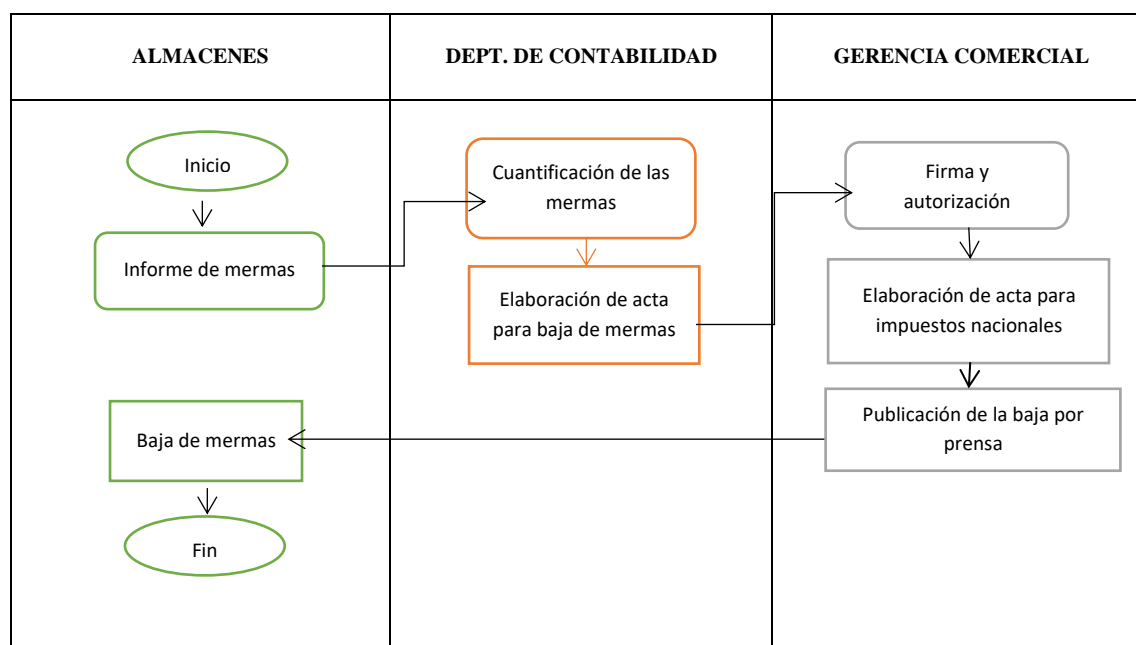 ALMACENES
DEPT. DE CONTABILIDAD
GERENCIA COMERCIAL
Inicio
Informe de mermas
Cuantificación de las
mermas
Elaboración de acta
para baja de mermas
Firma y
autorización
Elaboración de acta para
impuestos nacionales
Publicación de la baja por
prensa
Baja de mermas
Fin